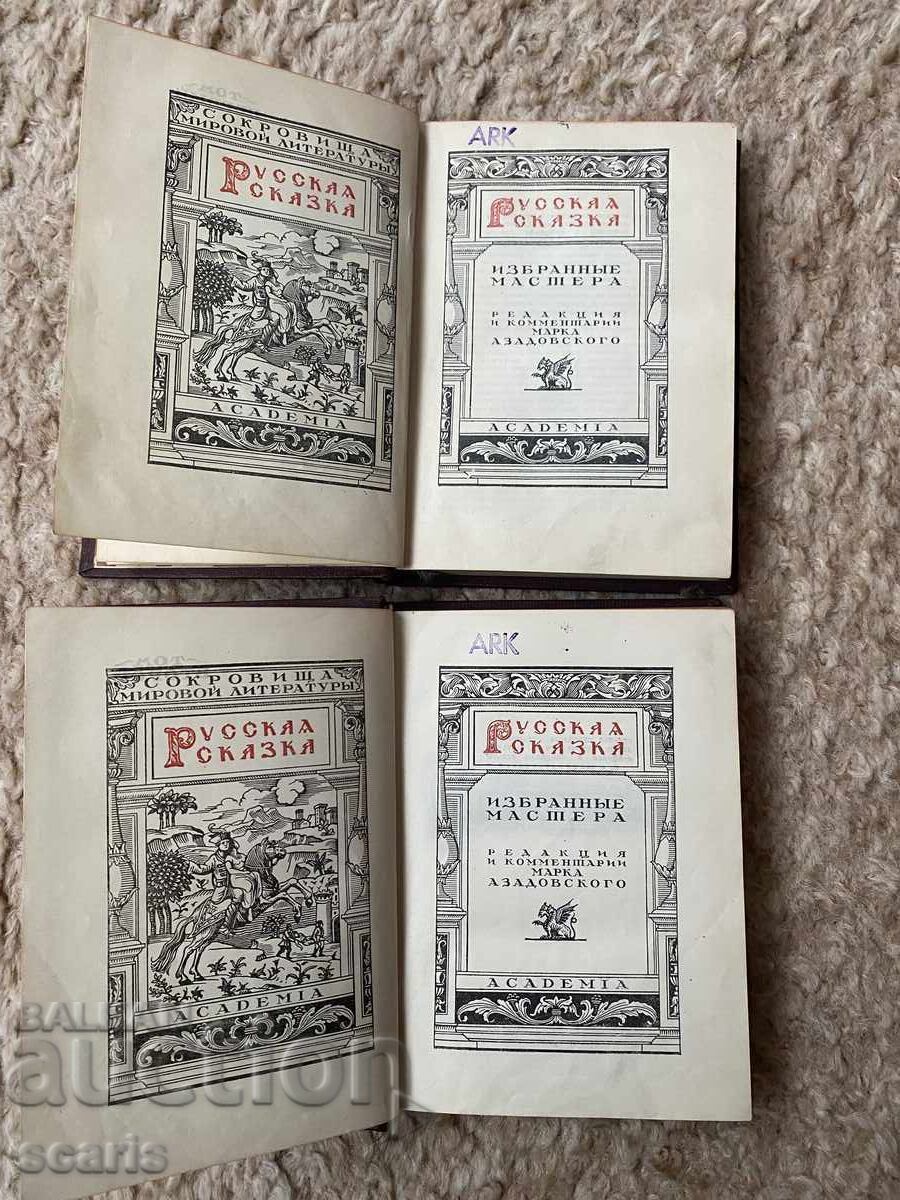 СОКРОВИЩА
МИРОВОЙ ЛИТЕРАТУРЫ
РУССКАЯ
СКАЗКА
ACADEMIA
ARK
РУССКАЯ
СКАЗКА
ИЗБРАННЫЕ
МАСТЕРА
РЕДАКЦИЯ
И КОММЕНТАРИИ
МАРКА
АЗАДОВСКОГО
ACADEMIA
СОКРОВИЩА
МИРОВОЙ ЛИТЕРАТУРЫ
РУССКАЯ
СКАЗКА
ACADEMIA
ARK
РУССКАЯ
СКАЗКА
ИЗБРАННЫЕ
МАСТЕРА
РЕДАКЦИЯ
И КОММЕНТАРИИ
МАРКА
АЗАДОВСКОГО
ACADEMIA
BALKAN
auction
scaris